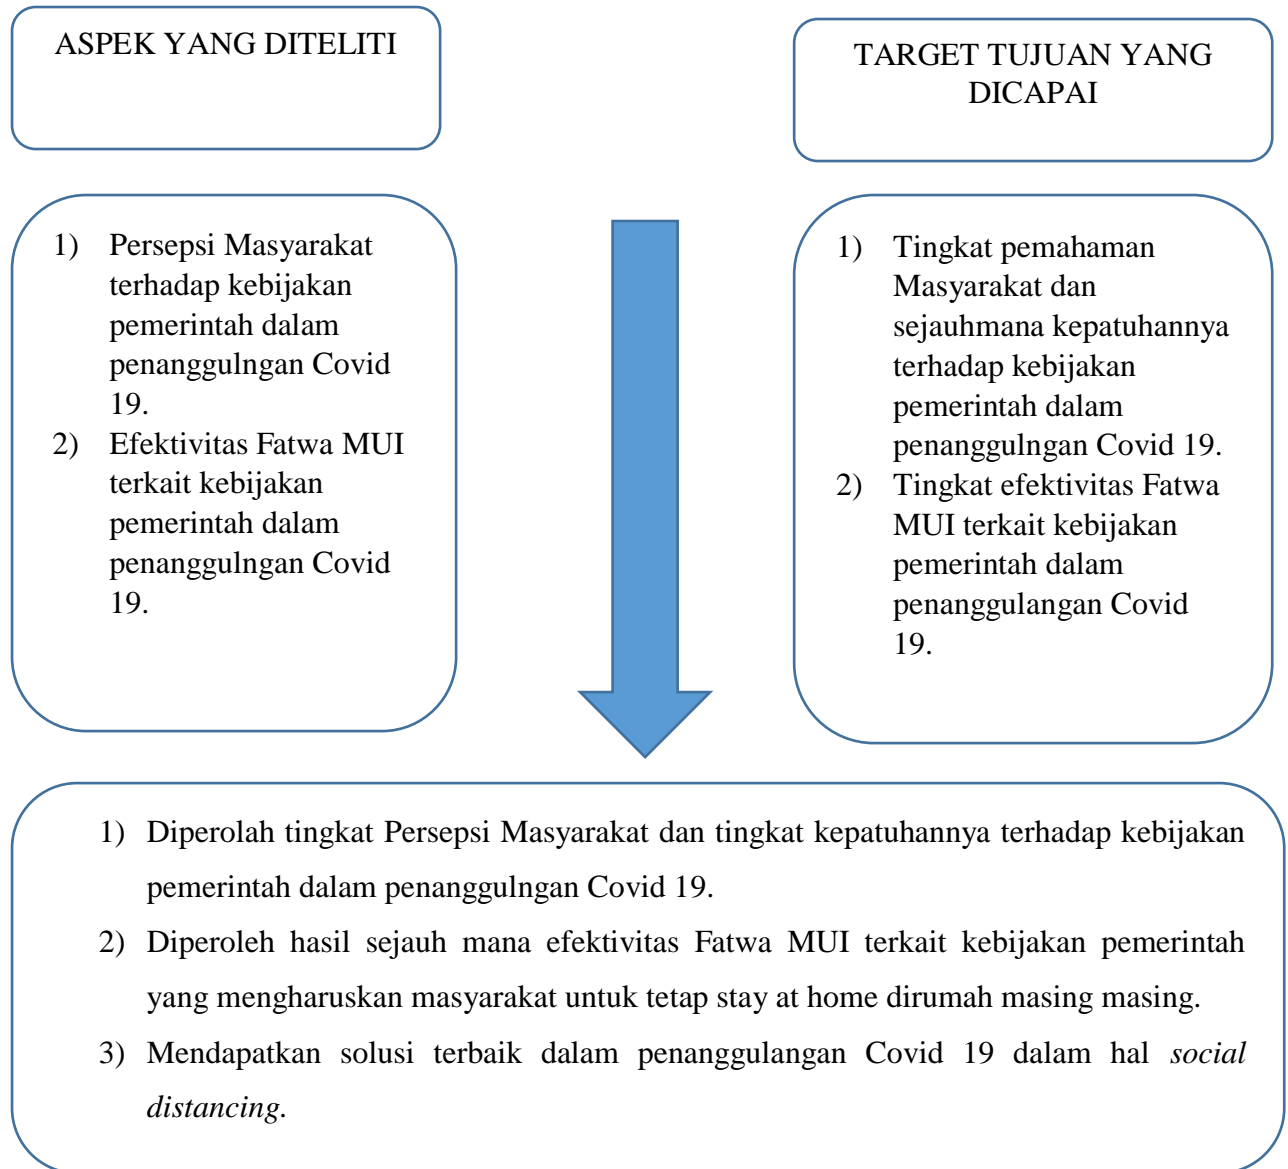 ASPEK YANG DITELITI
TARGET TUJUAN YANG
DICAPAI
1) Persepsi Masyarakat
terhadap kebijakan
pemerintah dalam
penanggulngan Covid
19.
2) Efektivitas Fatwa MUI
terkait kebijakan
pemerintah dalam
penanggulngan Covid
19.
1) Tingkat pemahaman
Masyarakat dan
sejauhmana kepatuhannya
terhadap kebijakan
pemerintah dalam
penanggulngan Covid 19.
2) Tingkat efektivitas Fatwa
MUI terkait kebijakan
pemerintah dalam
penanggulangan Covid
19.
1) Diperolah tingkat Persepsi Masyarakat dan tingkat kepatuhannya terhadap kebijakan
pemerintah dalam penanggulngan Covid 19.
2) Diperoleh hasil sejauh mana efektivitas Fatwa MUI terkait kebijakan pemerintah
yang mengharuskan masyarakat untuk tetap stay at home dirumah masing masing.
3) Mendapatkan solusi terbaik dalam penanggulangan Covid 19 dalam hal social
distancing.